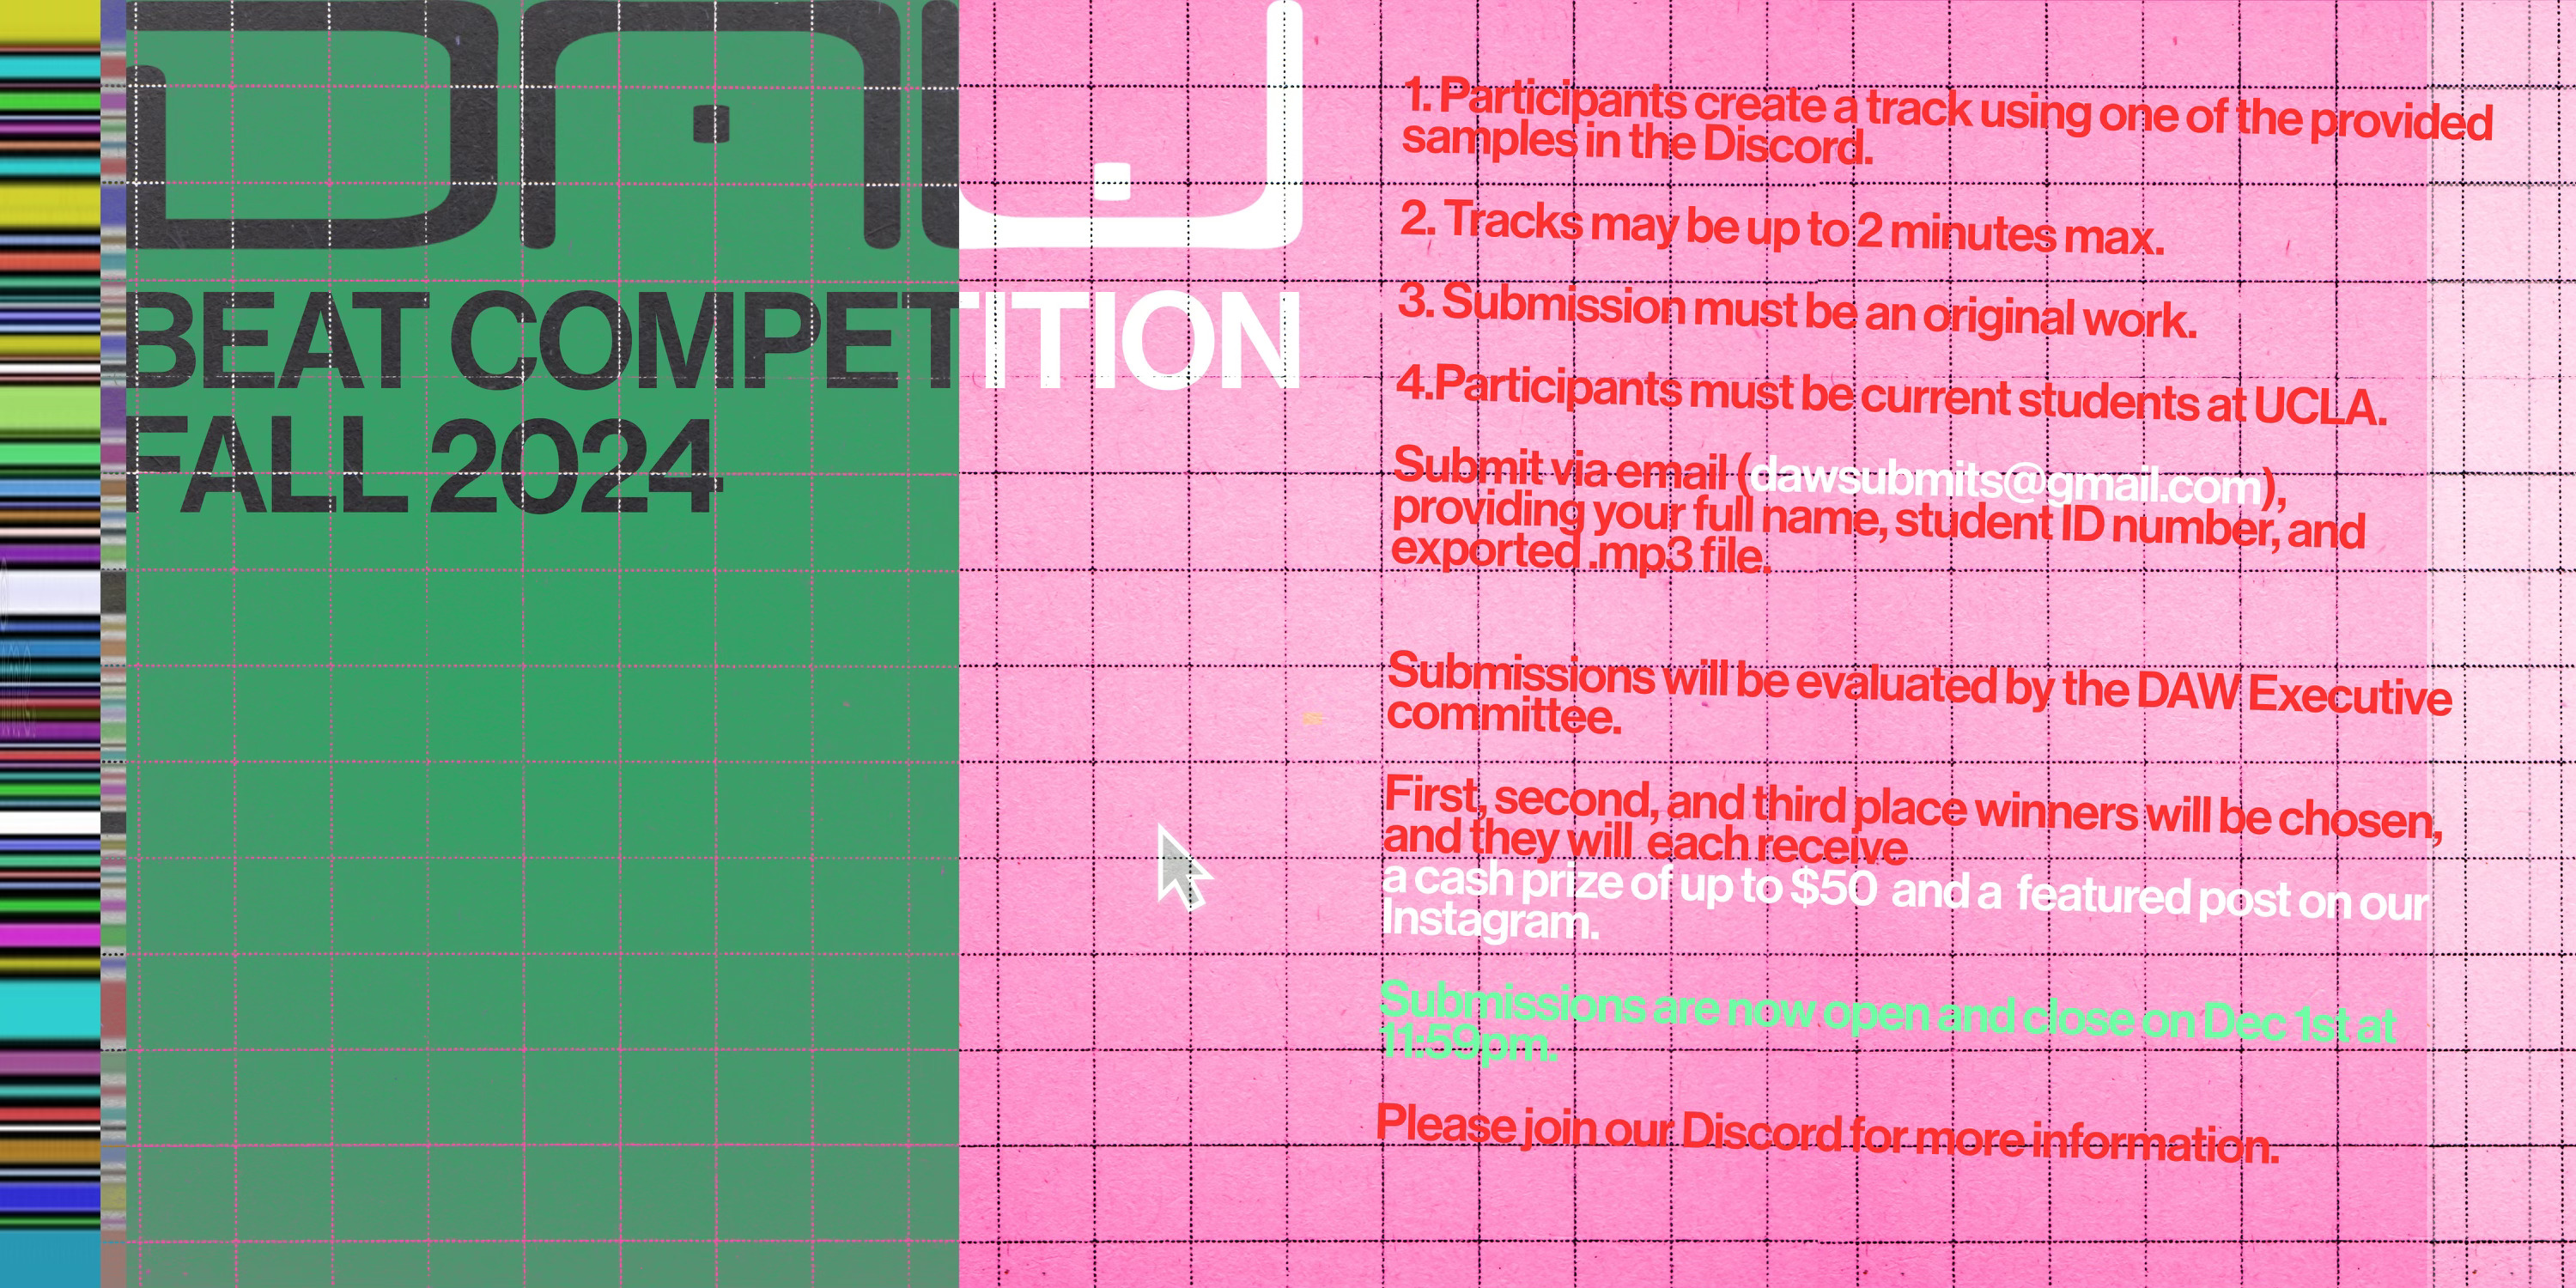 DAW
BEAT COMPETITION
FALL 2024
1. Participants create a track using one of the provided
samples in the Discord.
2. Tracks may be up to 2 minutes max.
3. Submission must be an original work.
4.Participants must be current students at UCLA.
Submit via email (dawsubmits@gmail.com),
providing your full name, student ID number, and
exported .mp3 file.
Submissions will be evaluated by the DAW Executive
committee.
First, second, and third place winners will be chosen,
and they will each receive
a cash prize of up to $50 and a featured post on our
Instagram.
Submissions are now open and close on Dec 1st at
11:59pm.
Please join our Discord for more information.